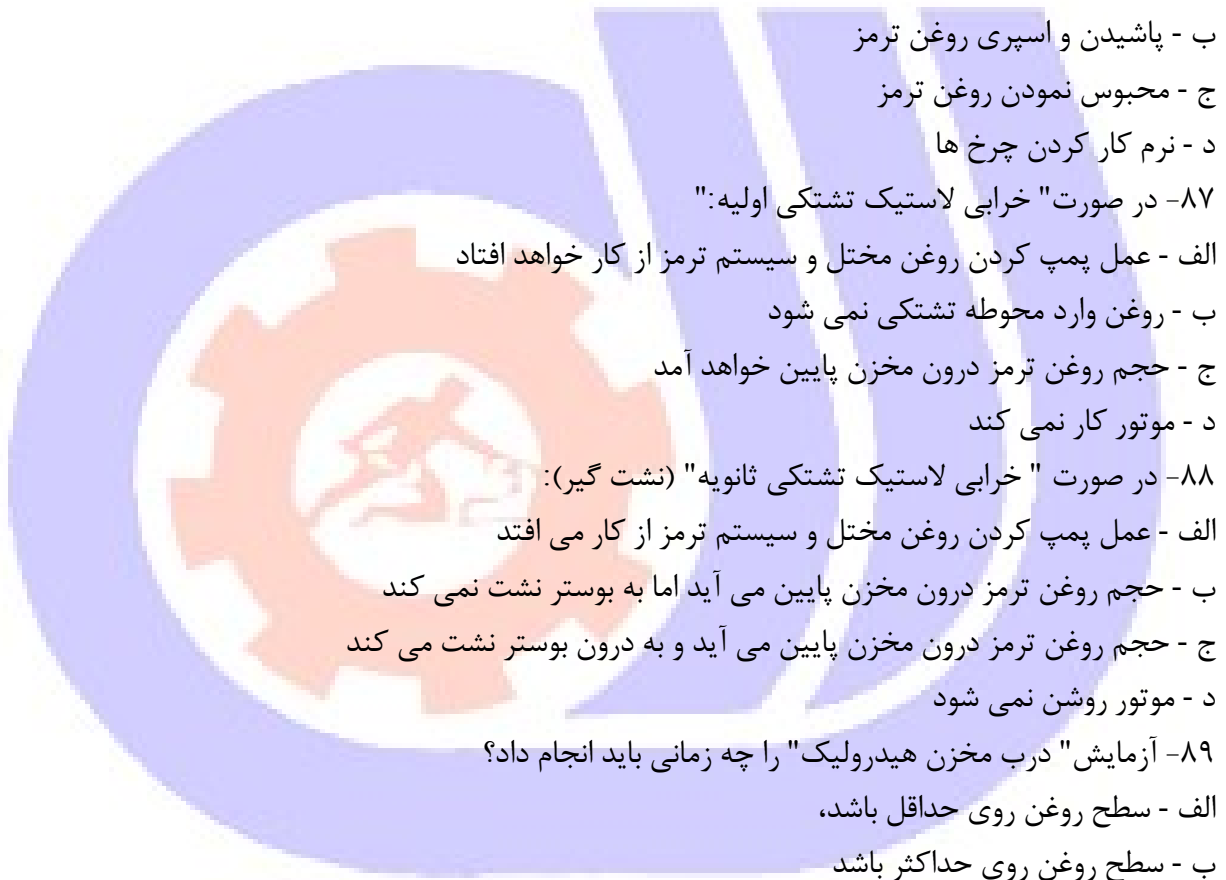 ب - پاشیدن و اسپری روغن ترمز
ج - محبوس نمودن روغن ترمز
د - نرم کار کردن چرخ ها
۸۷- در صورت" خرابی لاستیک تشتکی اولیه:"
الف - عمل پمپ کردن روغن مختل و سیستم ترمز از کار خواهد افتاد
ب - روغن وارد محوطه تشتکی نمی شود
ج - حجم روغن ترمز درون مخزن پایین خواهد آمد
د - موتور کار نمی کند
۸۸- در صورت " خرابی لاستیک تشتکی ثانویه" (نشت گیر):
الف - عمل پمپ کردن روغن مختل و سیستم ترمز از کار می افتد
ب - حجم روغن ترمز درون مخزن پایین می آید اما به بوستر نشت نمی کند
ج - حجم روغن ترمز درون مخزن پایین می آید و به درون بوستر نشت می کند
د - موتور روشن نمی شود
۸۹- آزمایش" درب مخزن هیدرولیک" را چه زمانی باید انجام داد؟
الف - سطح روغن روی حداقل باشد،
ب - سطح روغن روی حداکثر باشد